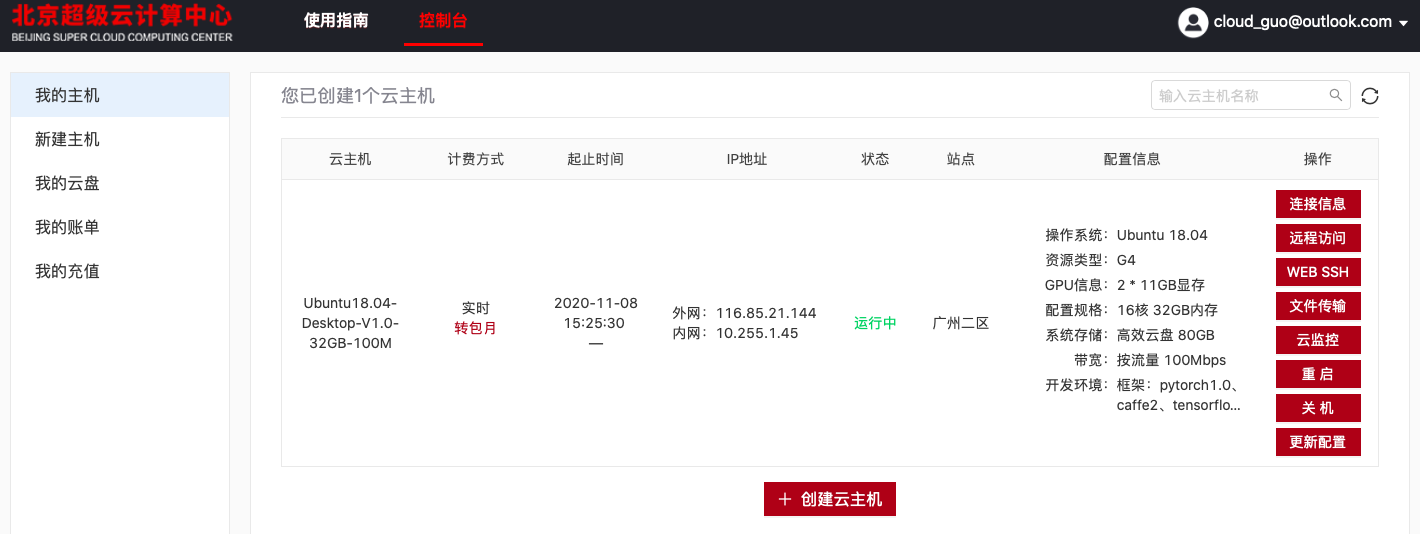 北京超级云计算中心
BEIJING SUPER CLOUD COMPUTING CENTER
使用指南
控制台
cloud_guo@outlook.com
我的主机
新建主机
我的云盘
我的账单
我的充值
您已创建1个云主机
输入云主机名称
云主机
计费方式
起止时间
IP地址
状态
站点
配置信息
操作
Ubuntu18.04-
Desktop-V1.0-
32GB-100M
实时
转包月
2020-11-08
15:25:30
—
外网：116.85.21.144
内网：10.255.1.45
运行中
广州二区
操作系统：Ubuntu 18.04
资源类型：G4
GPU信息：2 * 11GB显存
配置规格：16核 32GB内存
系统存储：高效云盘 80GB
带宽：按流量 100Mbps
开发环境：框架：pytorch1.0、
caffe2、tensorflo...
连接信息
远程访问
WEB SSH
文件传输
云监控
重 启
关 机
更新配置
+ 创建云主机